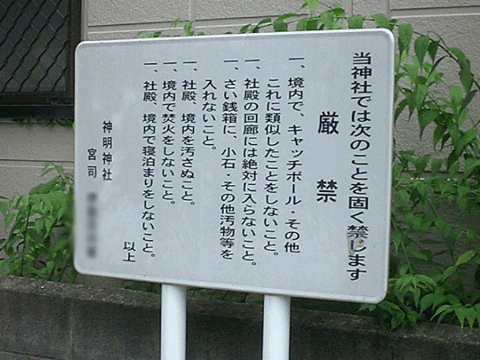 当神社では次のことを固く禁じます
厳禁
一、境内で、キャッチボール・その他
これに類似したことをしない。
一、社殿の回廊には絶対に入らないこと。
一、さい銭箱に、小石・その他汚物等を
入れないこと。
一、社殿、境内を汚さぬこと。
一、境内で焚火をしないこと。
一、社殿、境内で寝泊まりをしないこと。
以上
神明神社
宮司